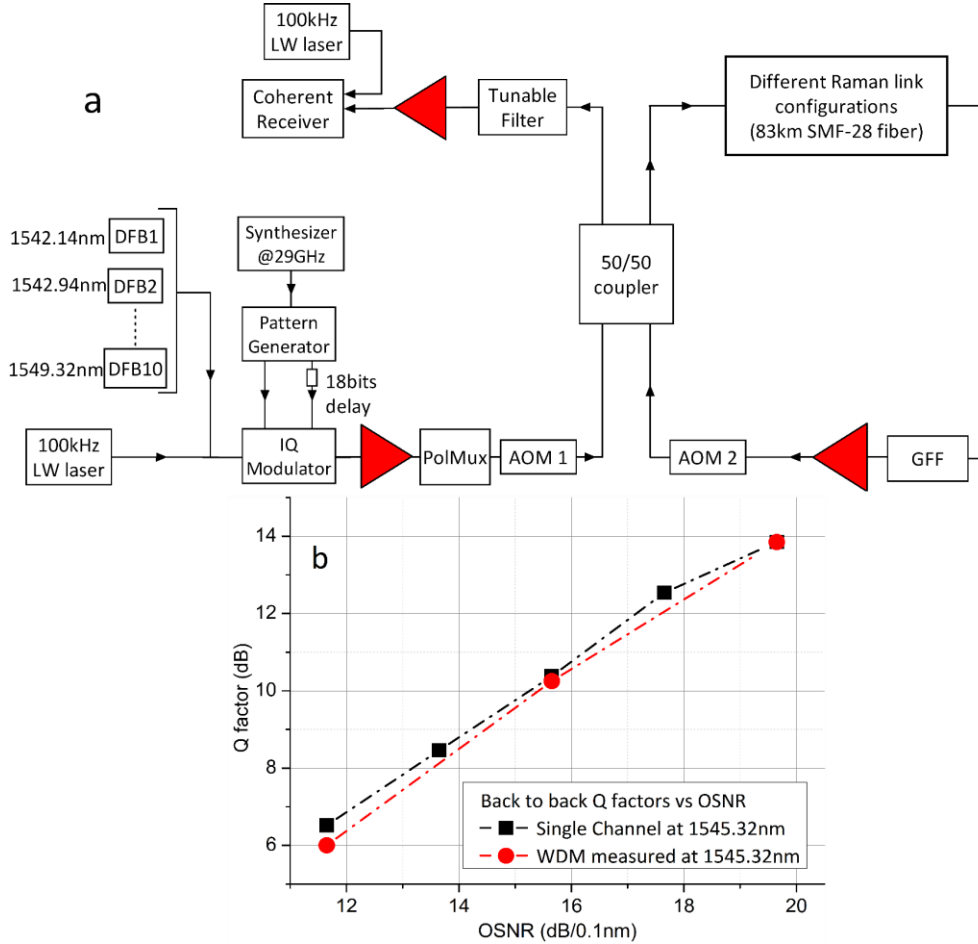 a
100kHz
LW laser
Coherent
Receiver
Tunable
Filter
Different Raman link
configurations
(83km SMF-28 fiber)
1542.14nm
DFB1
1542.94nm
DFB2
1549.32nm
DFB10
Synthesizer
@29GHz
Pattern
Generator
18bits
delay
50/50
coupler
100kHz
LW laser
IQ
Modulator
PolMux
AOM 1
AOM 2
GFF
b
14
12
10
8
6
Q factor (dB)
Back to back Q factors vs OSNR
Single Channel at 1545.32nm
WDM measured at 1545.32nm
12
14
16
18
20
OSNR (dB/0.1nm)